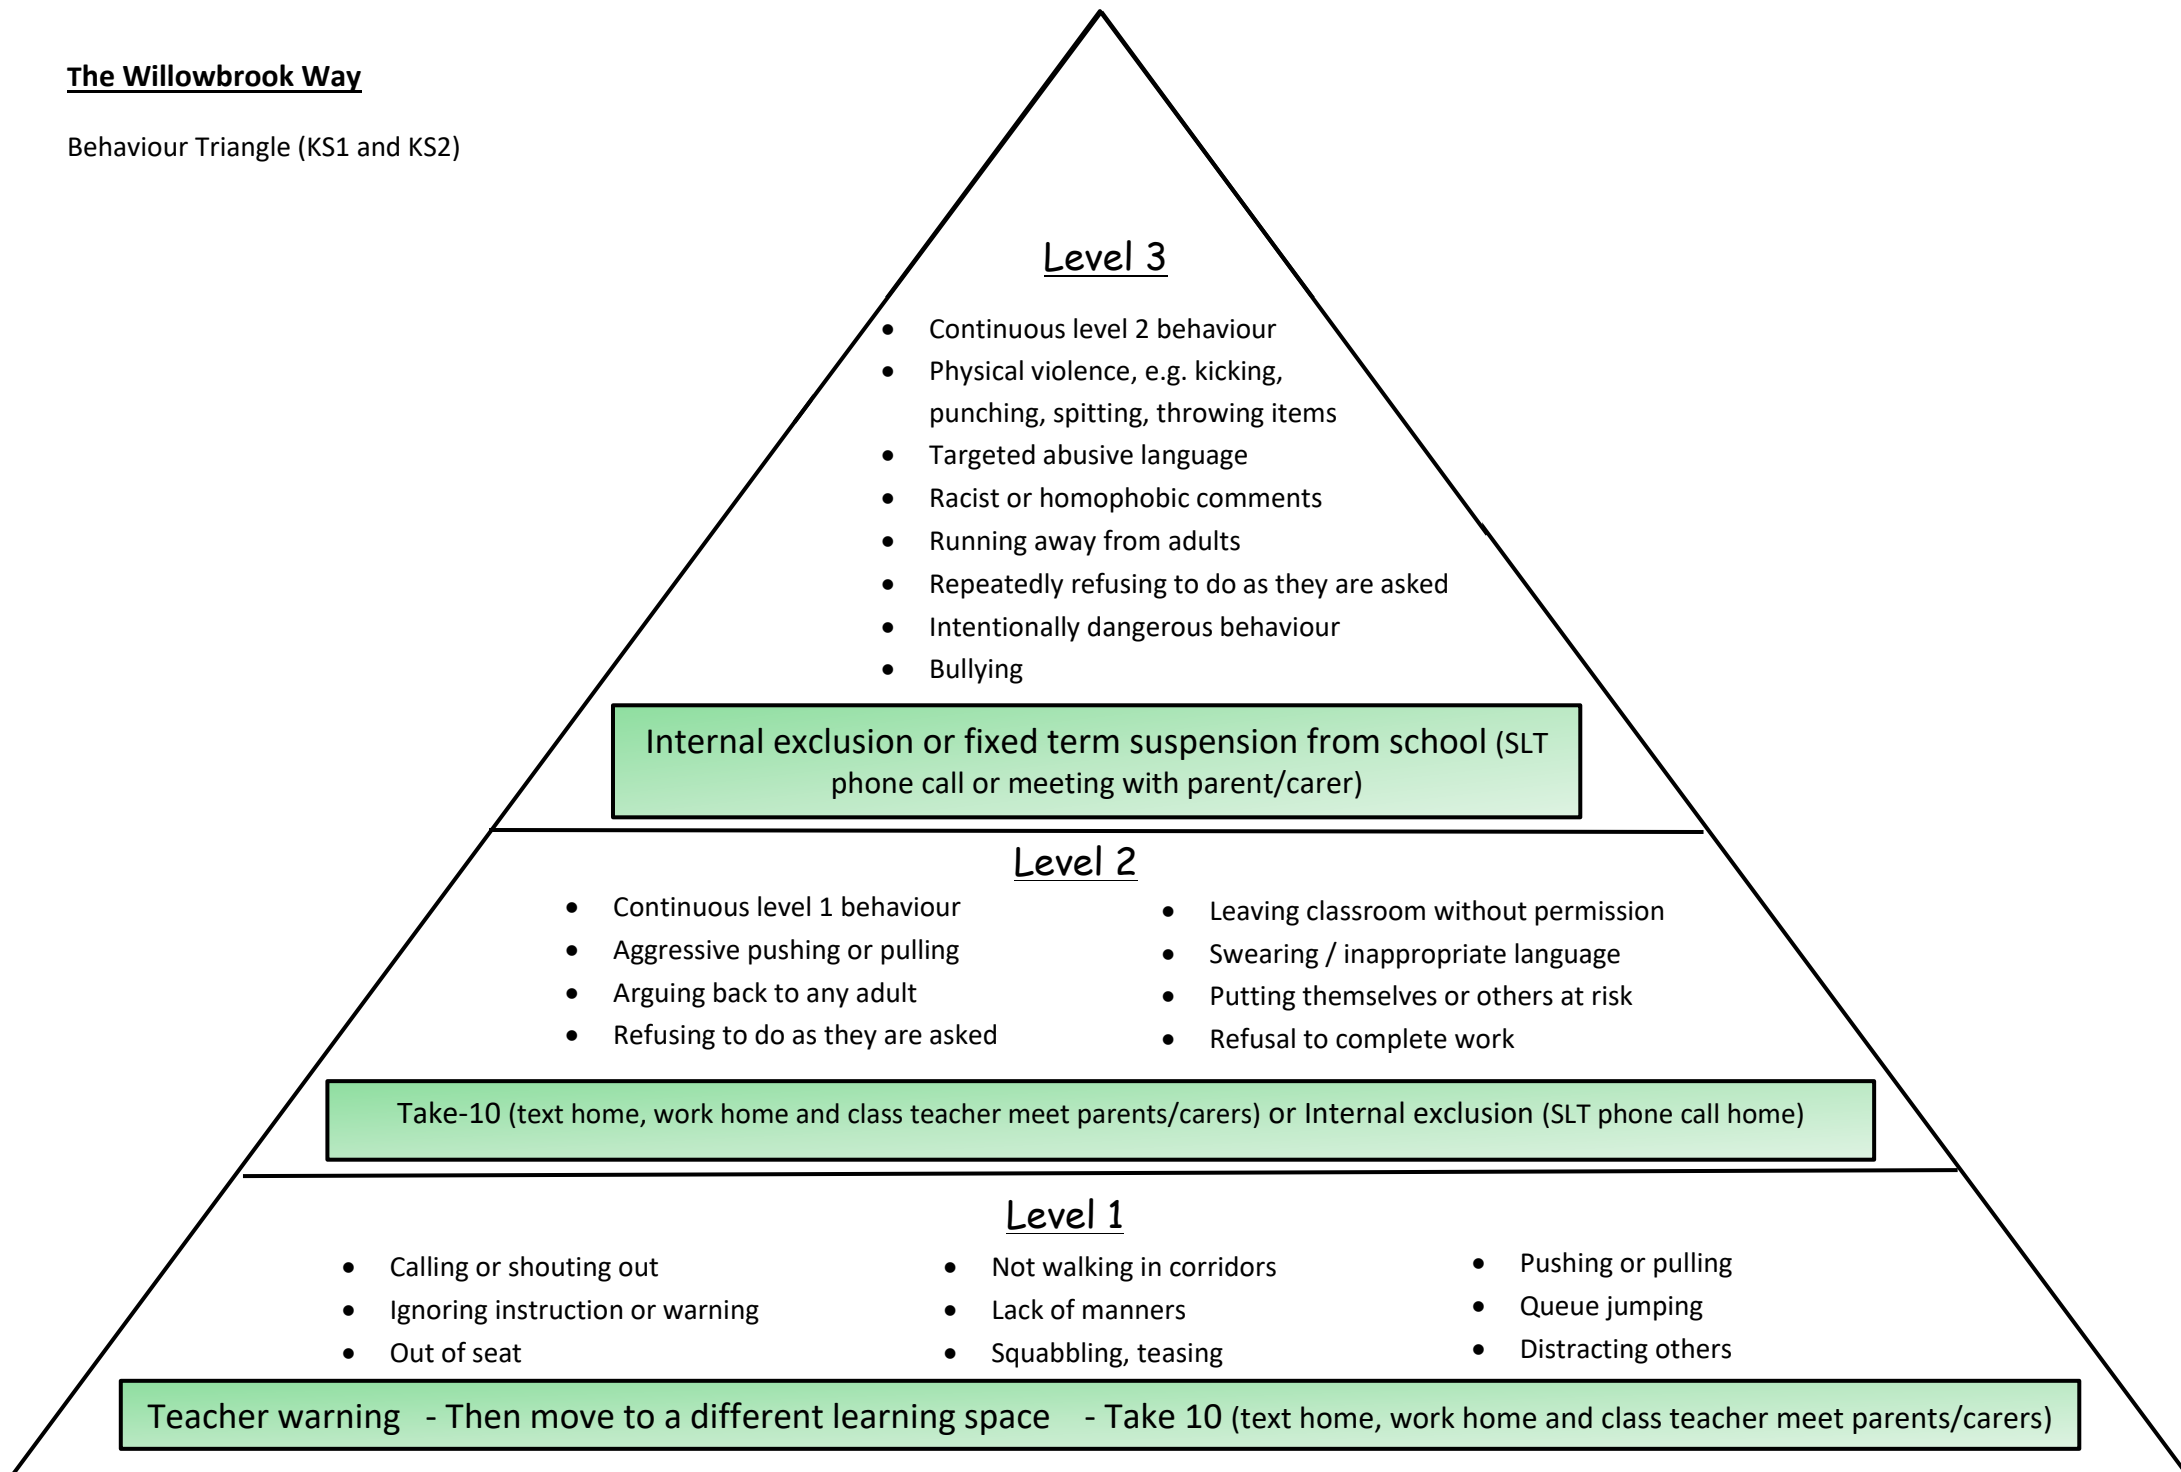 The Willowbrook Way
Behaviour Triangle (KS1 and KS2)
Level 3
• Continuous level 2 behaviour
• Physical violence, e.g. kicking,
punching, spitting, throwing items
• Targeted abusive language
• Racist or homophobic comments
• Running away from adults
• Repeatedly refusing to do as they are asked
• Intentionally dangerous behaviour
• Bullying
Internal exclusion or fixed term suspension from school (SLT
phone call or meeting with parent/carer)
Level 2
• Continuous level 1 behaviour
• Aggressive pushing or pulling
• Arguing back to any adult
• Refusing to do as they are asked
• Leaving classroom without permission
• Swearing / inappropriate language
• Putting themselves or others at risk
• Refusal to complete work
Take-10 (text home, work home and class teacher meet parents/carers) or Internal exclusion (SLT phone call home)
Level 1
• Calling or shouting out
• Ignoring instruction or warning
• Out of seat
• Not walking in corridors
• Lack of manners
• Squabbling, teasing
• Pushing or pulling
• Queue jumping
• Distracting others
Teacher warning - Then move to a different learning space - Take 10 (text home, work home and class teacher meet parents/carers)